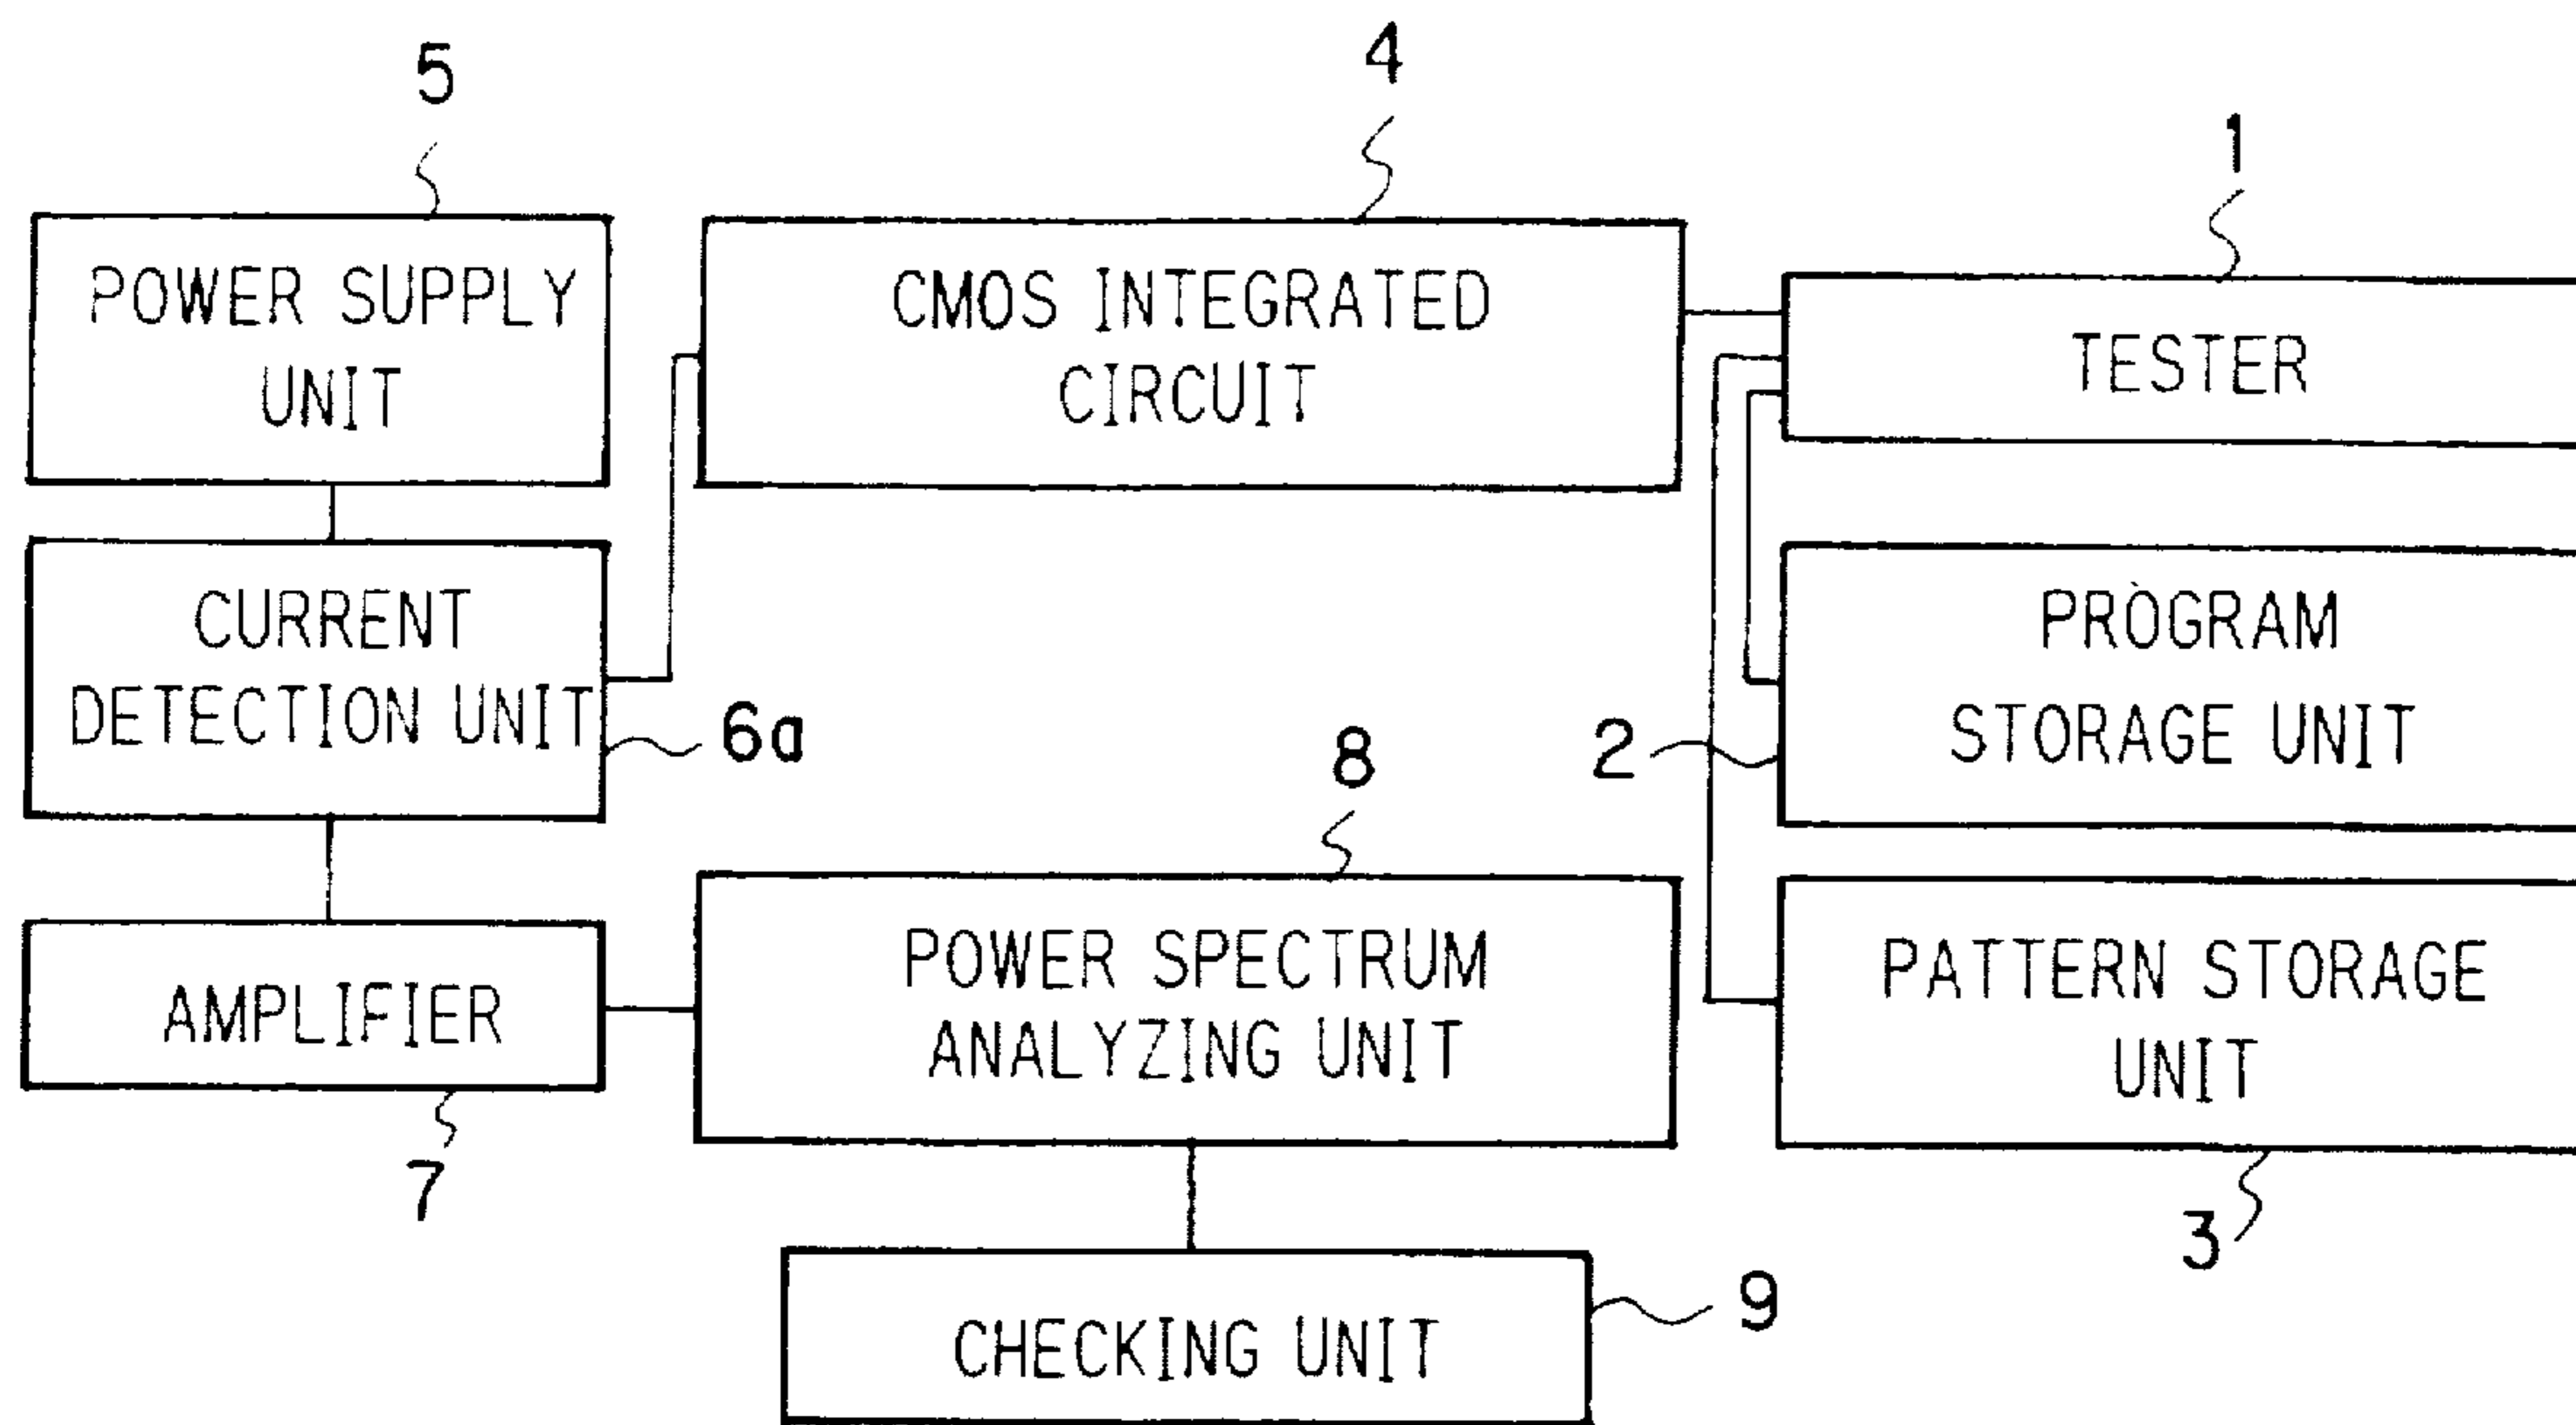 5
4
1
POWER SUPPLY
UNIT
CMOS INTEGRATED
CIRCUIT
TESTER
CURRENT
DETECTION UNIT
6a
PROGRAM
STORAGE UNIT
2
8
AMPLIFIER
7
POWER SPECTRUM
ANALYZING UNIT
PATTERN STORAGE
UNIT
3
CHECKING UNIT
9